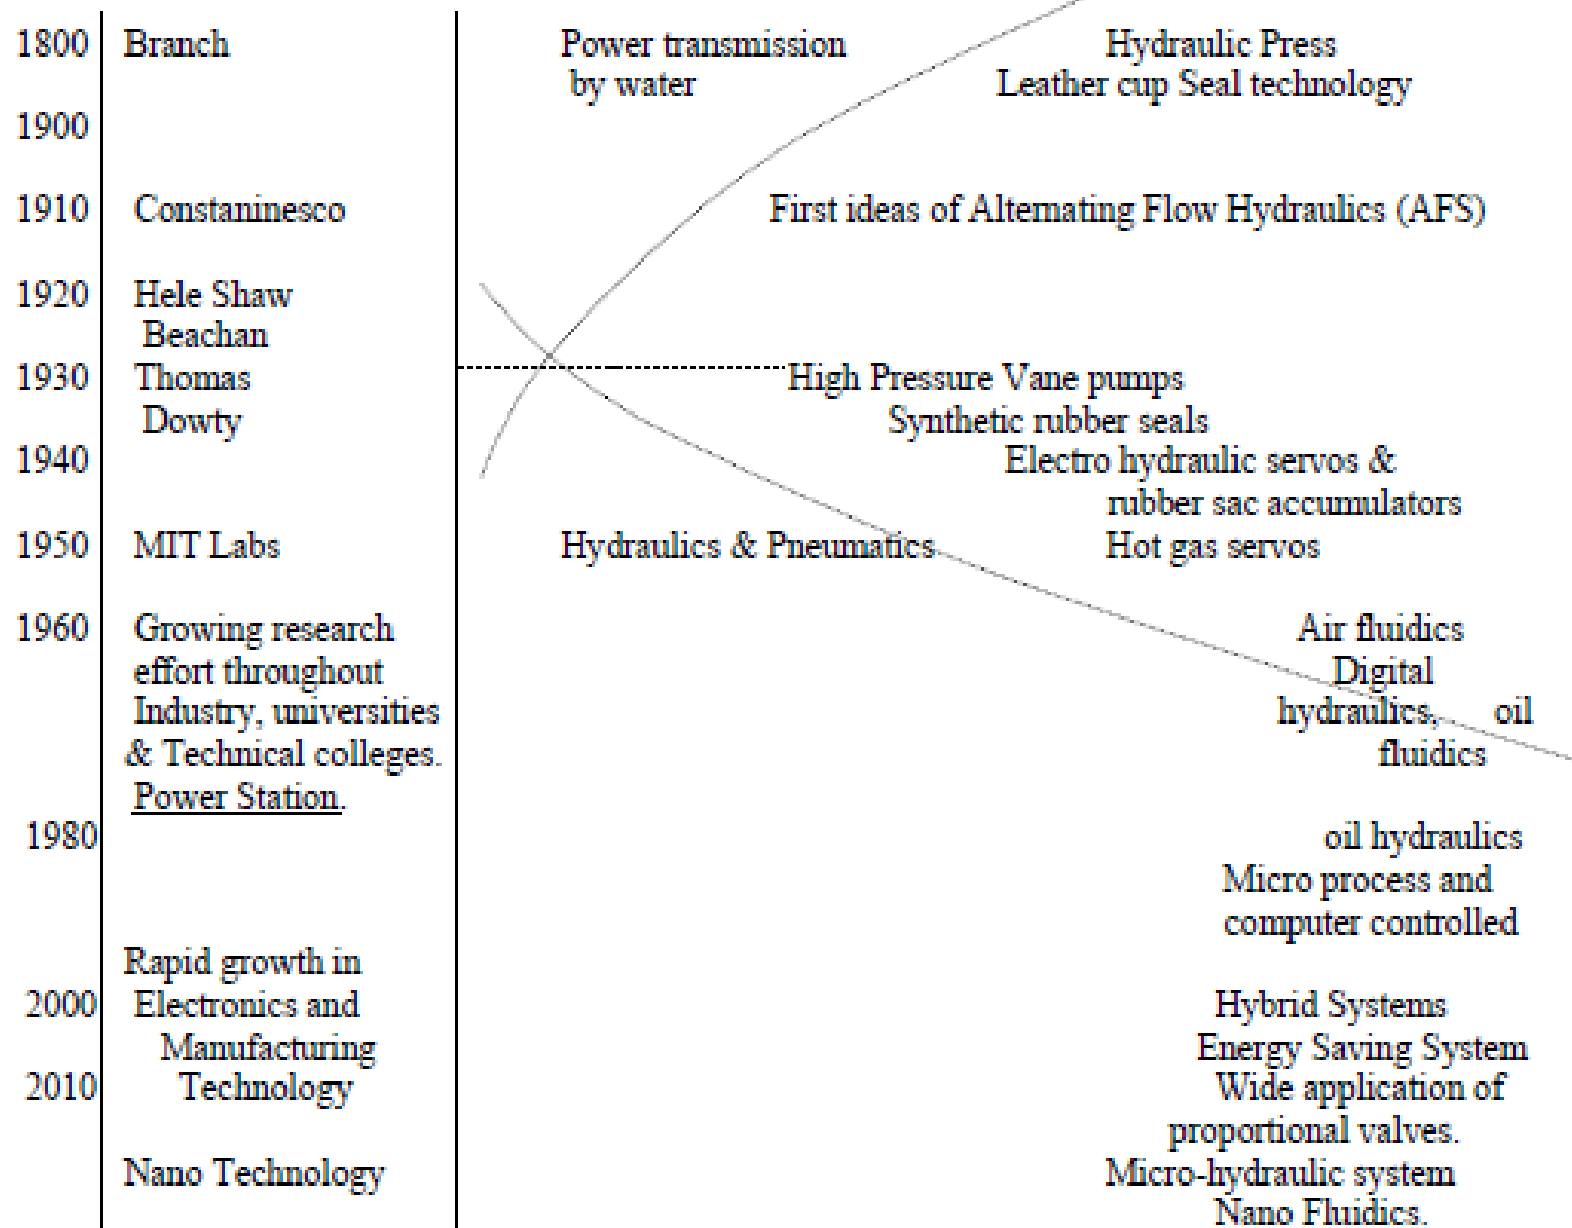 1800 Branch Power transmission Hydraulic Press
by water Leather cup Seal technology
1900
1910 Constaninesco First ideas of Alternating Flow Hydraulics (AFS)
1920 Hele Shaw
Beachan
1930 Thomas High Pressure Vane pumps
Dowty Synthetic rubber seals
1940 Electro hydraulic servos &
rubber sac accumulators
1950 MIT Labs Hydraulics & Pneumatics Hot gas servos
1960 Growing research Air fluidics
effort throughout Digital
Industry, universities hydraulics, oil
& Technical colleges. fluidics
Power Station.
1980 oil hydraulics
Micro process and
computer controlled
Rapid growth in
2000 Electronics and Hybrid Systems
Manufacturing Energy Saving System
2010 Technology Wide application of
proportional valves.
Nano Technology Micro-hydraulic system
Nano Fluidics.